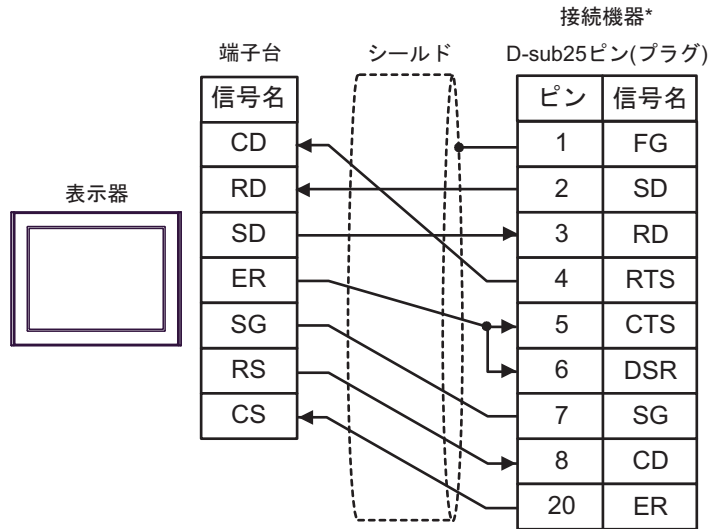 接続機器*
端子台 シールド D-sub25ピン(プラグ)
信号名 ピン 信号名
CD 1 FG
表示器
RD 2 SD
SD 3 RD
ER 4 RTS
SG 5 CTS
RS 6 DSR
CS 7 SG
8 CD
20 ER